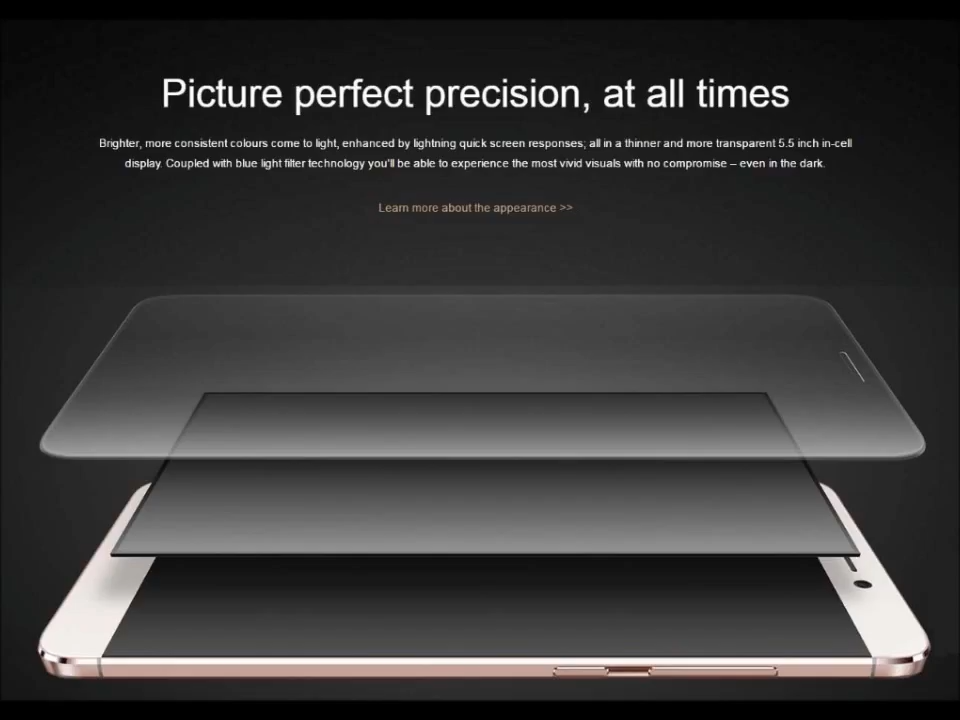 Picture perfect precision, at all times
Brighter, more consistent colours come to light, enhanced by lightning quick screen responses; all in a thinner and more transparent 5.5 inch in-cell
display. Coupled with blue light filter technology you'll be able to experience the most vivid visuals with no compromise – even in the dark.
Learn more about the appearance >>